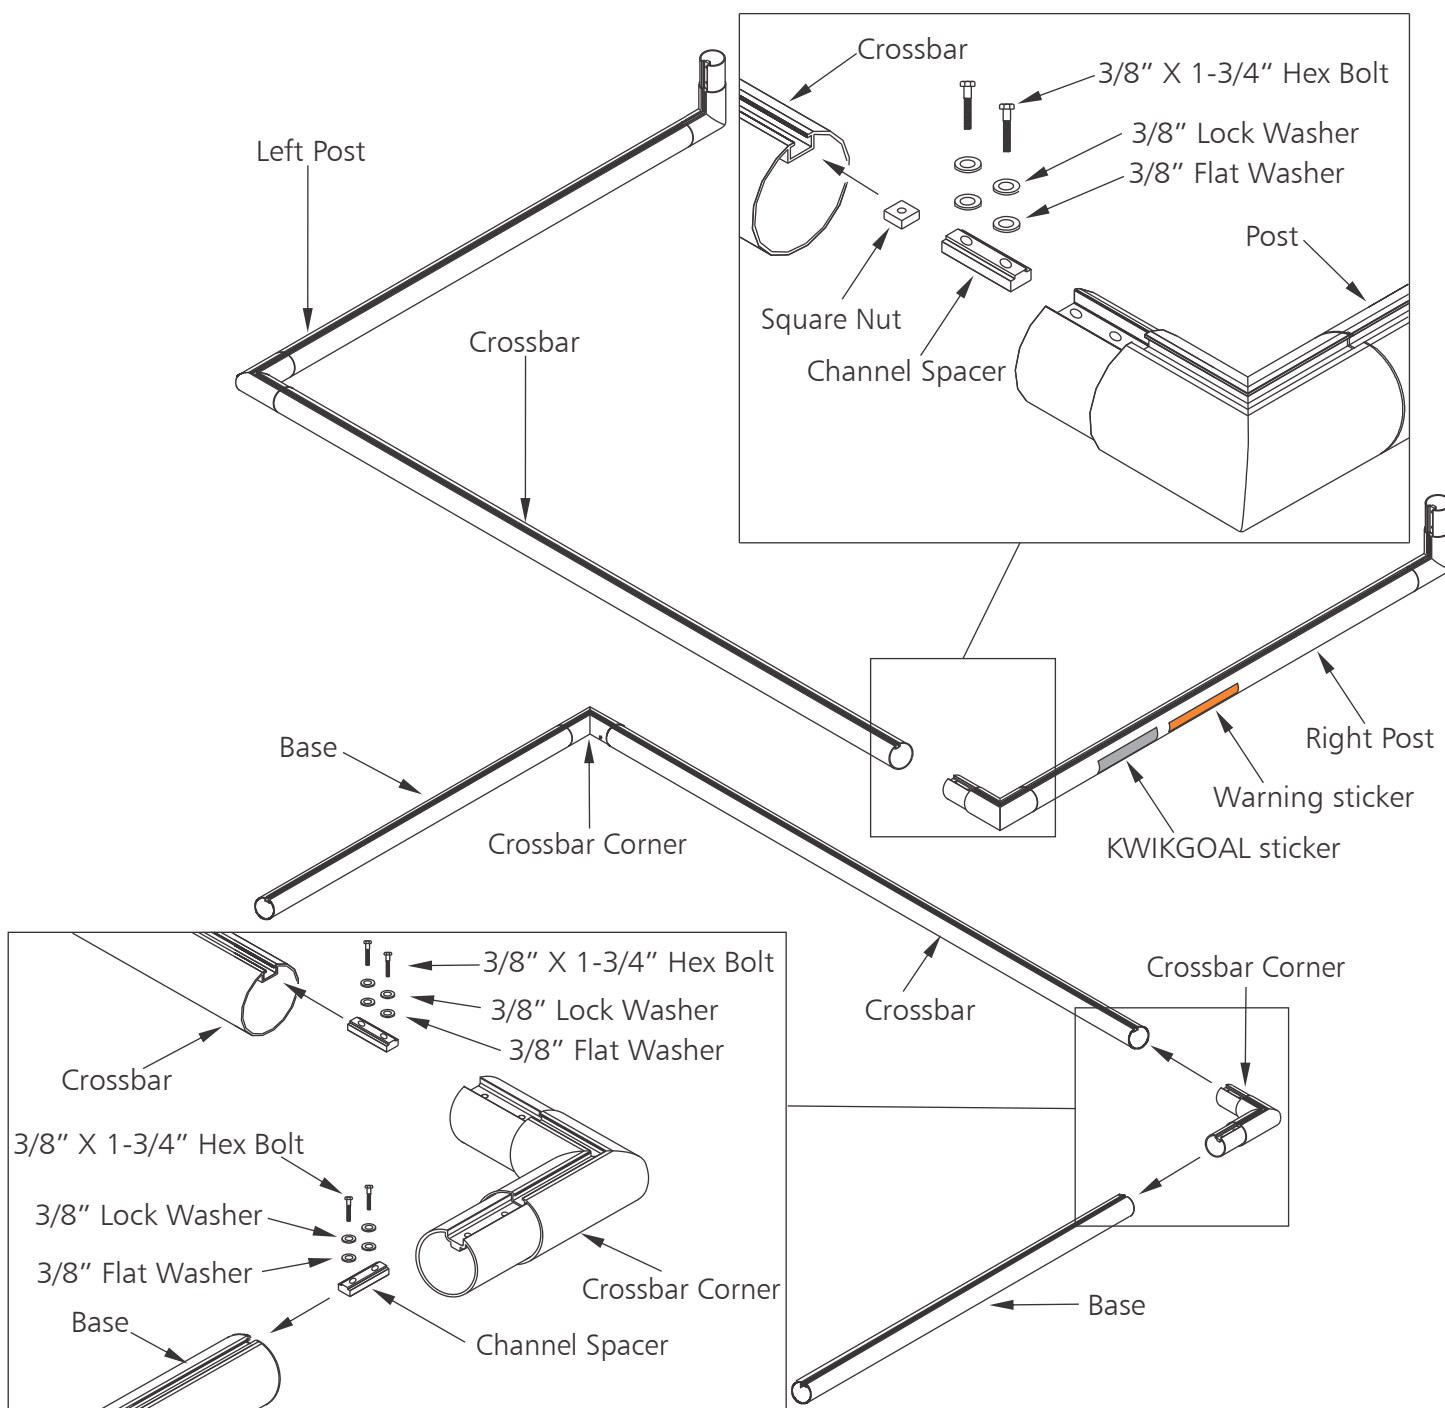 Crossbar
3/8” X 1-3/4“ Hex Bolt
3/8” Lock Washer
3/8” Flat Washer
Post
Square Nut
Channel Spacer
Left Post
Crossbar
Right Post
Warning sticker
KWIKGOAL sticker
Base
Crossbar Corner
Crossbar
Crossbar Corner
Base
3/8” X 1-3/4“ Hex Bolt
3/8” Lock Washer
3/8” Flat Washer
Crossbar
3/8” X 1-3/4“ Hex Bolt
3/8” Lock Washer
3/8” Flat Washer
Base
Crossbar Corner
Channel Spacer